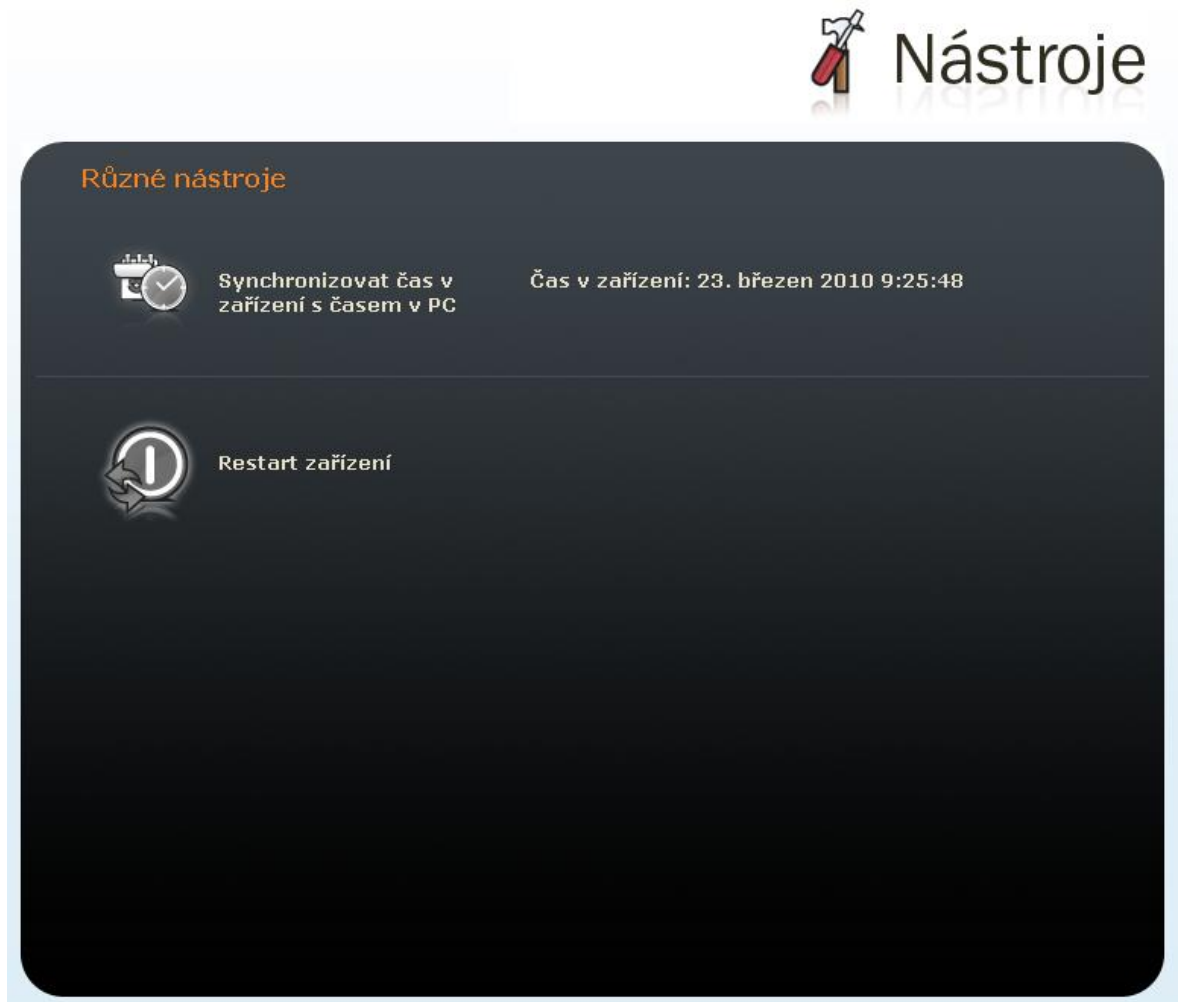 Nástroje
Různé nástroje
Synchronizovat čas v
zařízení s časem v PC
Čas v zařízení: 23. březen 2010 9:25:48
Restart zařízení